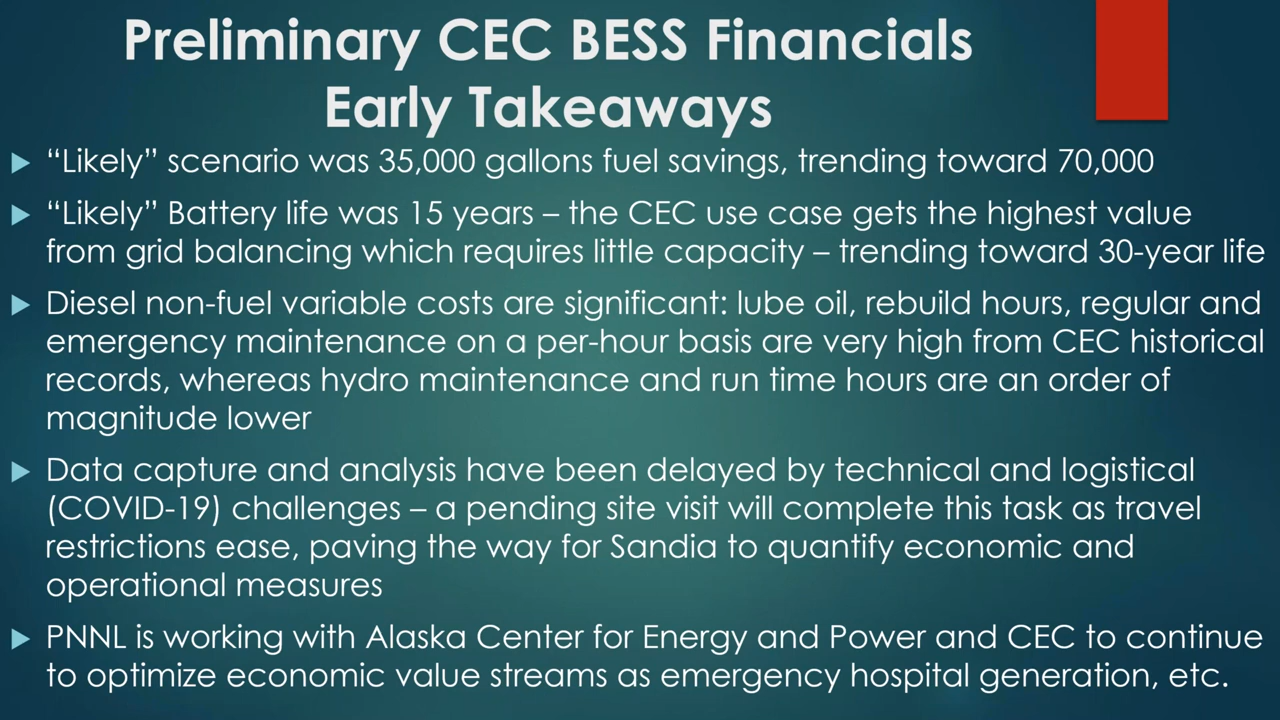 Preliminary CEC BESS Financials
Early Takeaways
“Likely” scenario was 35,000 gallons fuel savings, trending toward 70,000
“Likely” Battery life was 15 years – the CEC use case gets the highest value
from grid balancing which requires little capacity – trending toward 30-year life
Diesel non-fuel variable costs are significant: lube oil, rebuild hours, regular and
emergency maintenance on a per-hour basis are very high from CEC historical
records, whereas hydro maintenance and run time hours are an order of
magnitude lower
Data capture and analysis have been delayed by technical and logistical
(COVID-19) challenges – a pending site visit will complete this task as travel
restrictions ease, paving the way for Sandia to quantify economic and
operational measures
PNNL is working with Alaska Center for Energy and Power and CEC to continue
to optimize economic value streams as emergency hospital generation, etc.